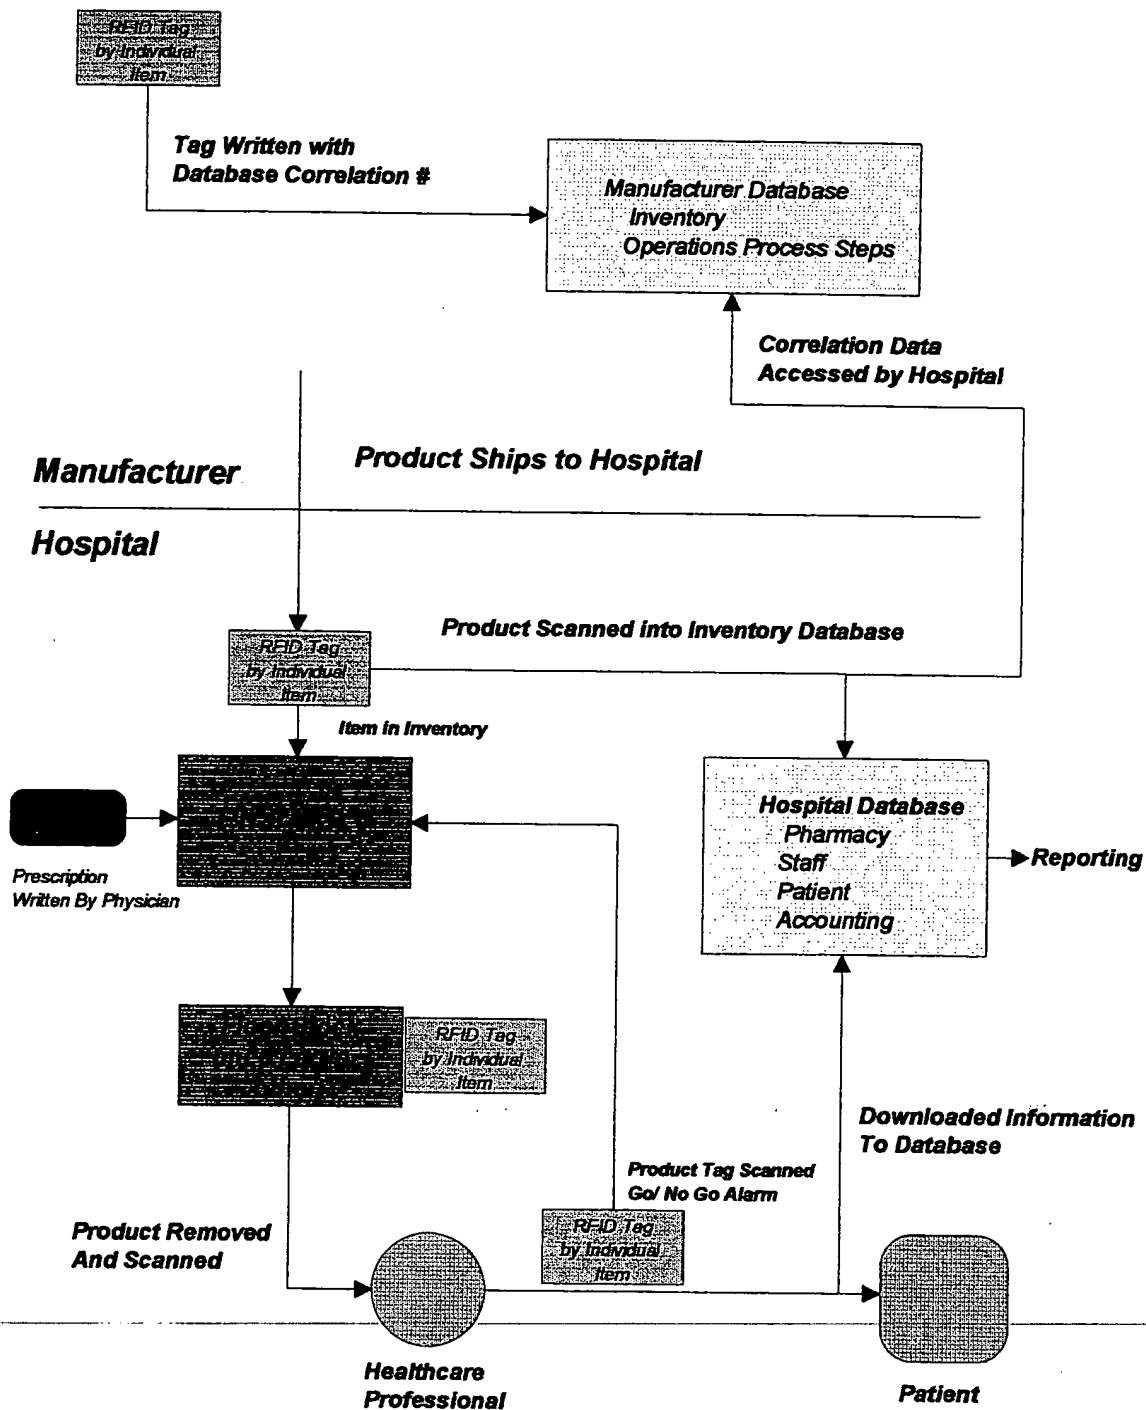 RFID Tag
by Individual
Item
Tag Written with
Database Correlation #
Manufacturer Database
Inventory
Operations Process Steps
Correlation Data
Accessed by Hospital
Manufacturer
Product Ships to Hospital
Hospital
Product Scanned into Inventory Database
RFID Tag
by Individual
Item
Item in Inventory
Prescription
Written By Physician
Hospital Database
Pharmacy
Staff
Patient
Accounting
Reporting
RFID Tag
by Individual
Item
Downloaded Information
To Database
Product Tag Scanned
Go/ No Go Alarm
RFID Tag
by Individual
Item
Product Removed
And Scanned
Healthcare
Professional
Patient